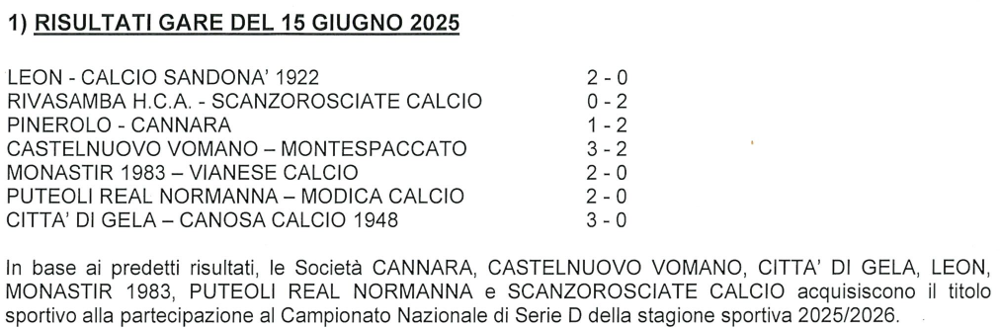 1) RISULTATI GARE DEL 15 GIUGNO 2025
LEON - CALCIO SANDONA' 1922 2 - 0
RIVASAMBA H.C.A. - SCANZOROSCIATE CALCIO 0 - 2
PINEROLO - CANNARA 1 - 2
CASTELNUOVO VOMANO – MONTESPACCATO 3 - 2
MONASTIR 1983 – VIANESE CALCIO 2 - 0
PUTEOLI REAL NORMANNA – MODICA CALCIO 2 - 0
CITTA' DI GELA – CANOSA CALCIO 1948 3 - 0
In base ai predetti risultati, le Società CANNARA, CASTELNUOVO VOMANO, CITTA' DI GELA, LEON,
MONASTIR 1983, PUTEOLI REAL NORMANNA e SCANZOROSCIATE CALCIO acquisiscono il titolo
sportivo alla partecipazione al Campionato Nazionale di Serie D della stagione sportiva 2025/2026.